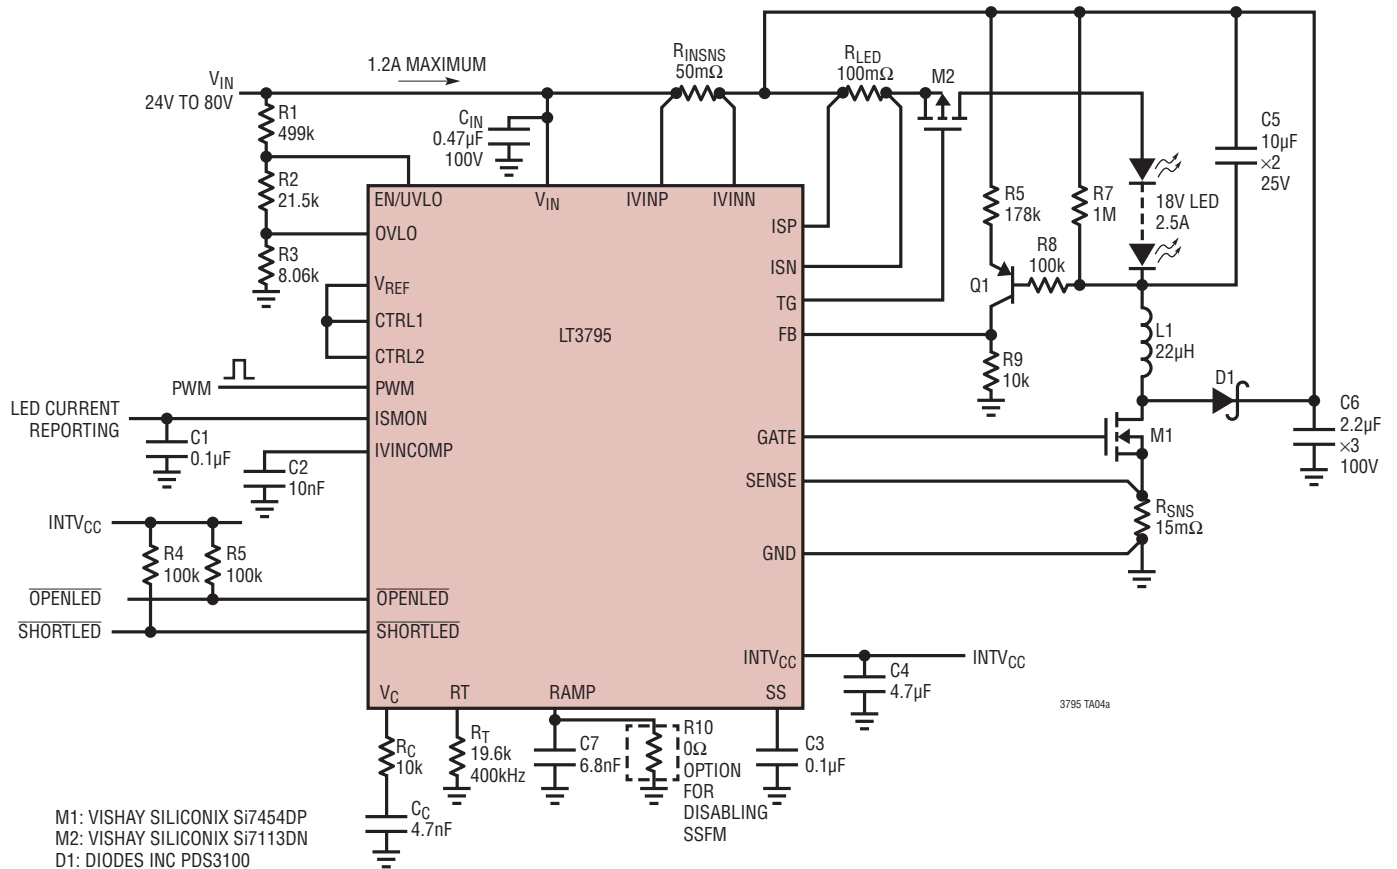 1.2A MAXIMUM
VIN
24V TO 80V
R1
499k
R2
21.5k
R3
8.06k
CIN
0.47µF
100V
RINSNS
50mΩ
RLED
100mΩ
M2
R5
178k
R7
1M
R8
100k
Q1
R9
10k
18V LED
2.5A
C5
10µF
×2
25V
L1
22µH
D1
C6
2.2µF
×3
100V
M1
RSNS
15mΩ
EN/UVLO
VIN
IVINP
IVINN
OVLO
VREF
CTRL1
CTRL2
PWM
ISMON
IVINCOMP
OPENLED
SHORTLED
LT3795
ISP
ISN
TG
FB
GATE
SENSE
GND
INTVCC
VC
RT
RAMP
SS
PWM
LED CURRENT
REPORTING
C1
0.1µF
C2
10nF
INTVCC
R4
100k
R5
100k
OPENLED
SHORTLED
INTVCC
C4
4.7µF
3795 TA04a
RC
10k
CC
4.7nF
RT
19.6k
400kHz
C7
6.8nF
R10
0Ω
OPTION
FOR
DISABLING
SSFM
C3
0.1µF
M1: VISHAY SILICONIX Si7454DP
M2: VISHAY SILICONIX Si7113DN
D1: DIODES INC PDS3100